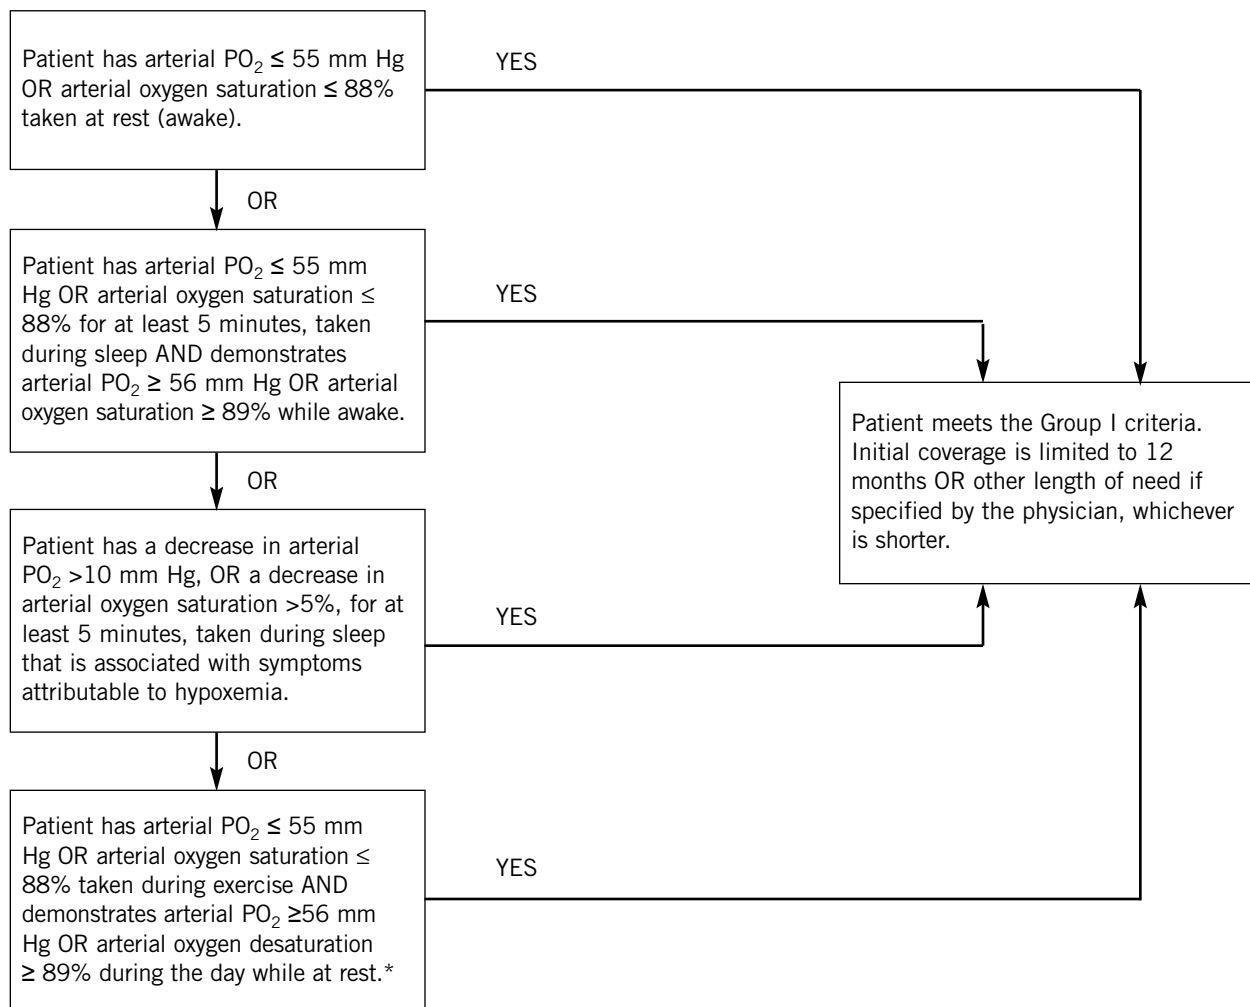 Patient has arterial PO₂ ≤ 55 mm Hg
OR arterial oxygen saturation ≤ 88%
taken at rest (awake).
YES
OR
Patient has arterial PO₂ ≤ 55 mm
Hg OR arterial oxygen saturation ≤
88% for at least 5 minutes, taken
during sleep AND demonstrates
arterial PO₂ ≥ 56 mm Hg OR arterial
oxygen saturation ≥ 89% while awake.
YES
OR
Patient has a decrease in arterial
PO₂ >10 mm Hg, OR a decrease in
arterial oxygen saturation >5%, for at
least 5 minutes, taken during sleep
that is associated with symptoms
attributable to hypoxemia.
YES
OR
Patient has arterial PO₂ ≤ 55 mm
Hg OR arterial oxygen saturation ≤
88% taken during exercise AND
demonstrates arterial PO₂ ≥56 mm
Hg OR arterial oxygen desaturation
≥ 89% during the day while at rest.*
YES
Patient meets the Group I criteria.
Initial coverage is limited to 12
months OR other length of need if
specified by the physician, whichever
is shorter.